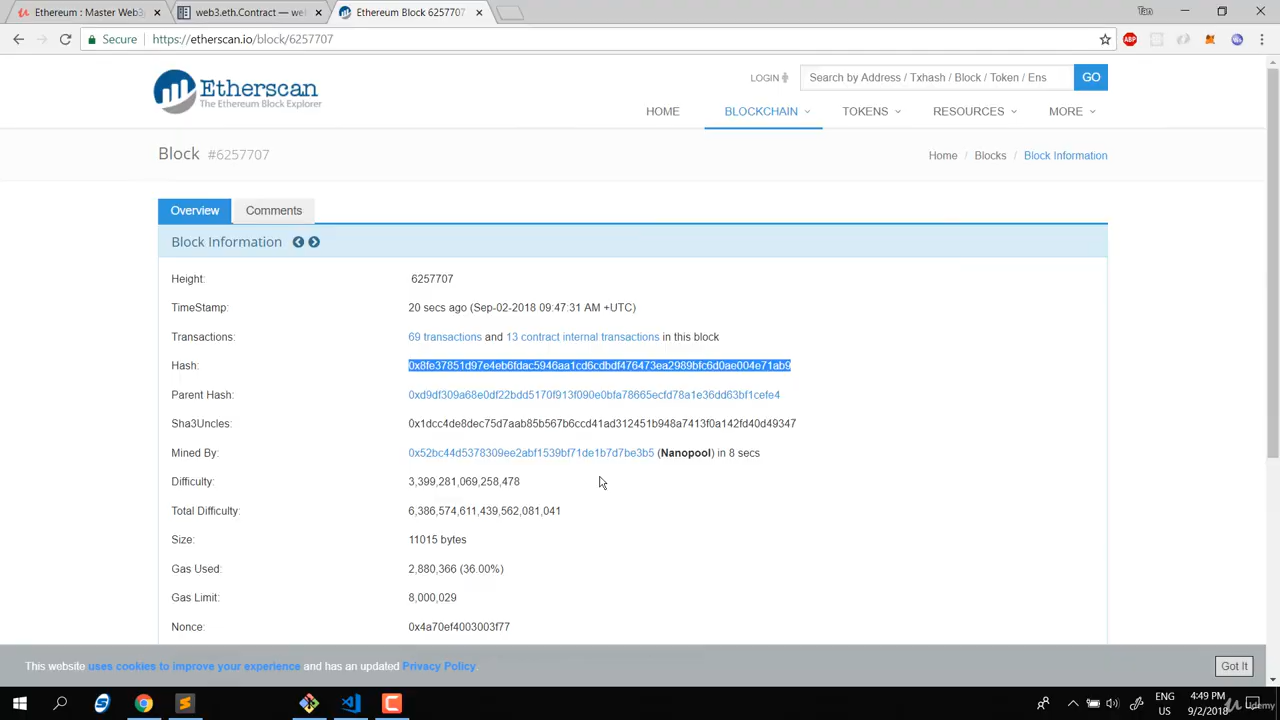 Ethereum : Master Web3
web3.eth.Contract — we
Ethereum Block 6257707
Secure
https://etherscan.io/block/6257707
ABP
Etherscan
The Ethereum Block Explorer
LOGIN
Search by Address / Txhash / Block / Token / Ens
GO
HOME
BLOCKCHAIN
TOKENS
RESOURCES
MORE
Block #6257707
Home / Blocks / Block Information
Overview
Comments
Block Information
Height: 6257707
TimeStamp: 20 secs ago (Sep-02-2018 09:47:31 AM +UTC)
Transactions: 69 transactions and 13 contract internal transactions in this block
Hash: 0x8fe37851d97e4eb6fdac5946aa1cd6cdbdf476473ea2989bfc6d0ae004e71ab9
Parent Hash: 0xd9df309a68e0df22bdd5170f913f090e0bfa78665ecfd78a1e36dd63bf1cefe4
Sha3Uncles: 0x1dcc4de8dec75d7aab85b567b6ccd41ad312451b948a7413f0a142fd40d49347
Mined By: 0x52bc44d5378309ee2abf1539bf71de1b7d7be3b5 (Nanopool) in 8 secs
Difficulty: 3,399,281,069,258,478
Total Difficulty: 6,386,574,611,439,562,081,041
Size: 11015 bytes
Gas Used: 2,880,366 (36.00%)
Gas Limit: 8,000,029
Nonce: 0x4a70ef4003003f77
This website uses cookies to improve your experience and has an updated Privacy Policy.
Got It
ENG
US
4:49 PM
9/2/2018
Udemy